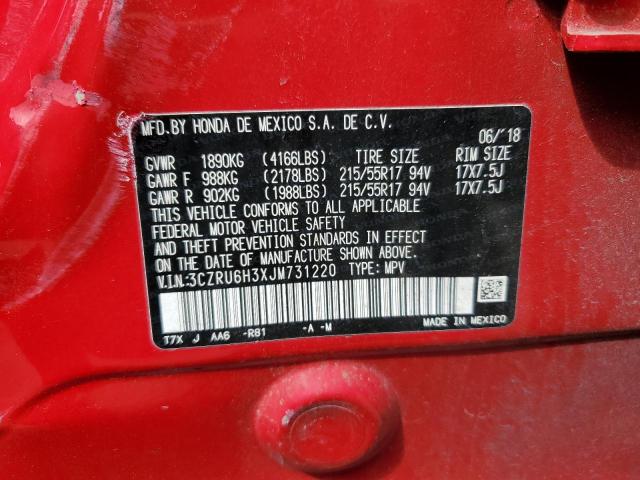 MFD.BY HONDA DE MEXICO S.A. DE C.V. 06/'18
GVWR 1890KG (4166LBS) TIRE SIZE RIM SIZE
GAWR F 988KG (2178LBS) 215/55R17 94V 17X7.5J
GAWR R 902KG (1988LBS) 215/55R17 94V 17X7.5J
THIS VEHICLE CONFORMS TO ALL APPLICABLE
FEDERAL MOTOR VEHICLE SAFETY
AND THEFT PREVENTION STANDARDS IN EFFECT
ON THE DATE OF MANUFACTURE SHOWN ABOVE.
V.I.N:3CZRU6H3XJM731220 TYPE: MPV
T7X J AA6 -R81 -A -M MADE IN MEXICO